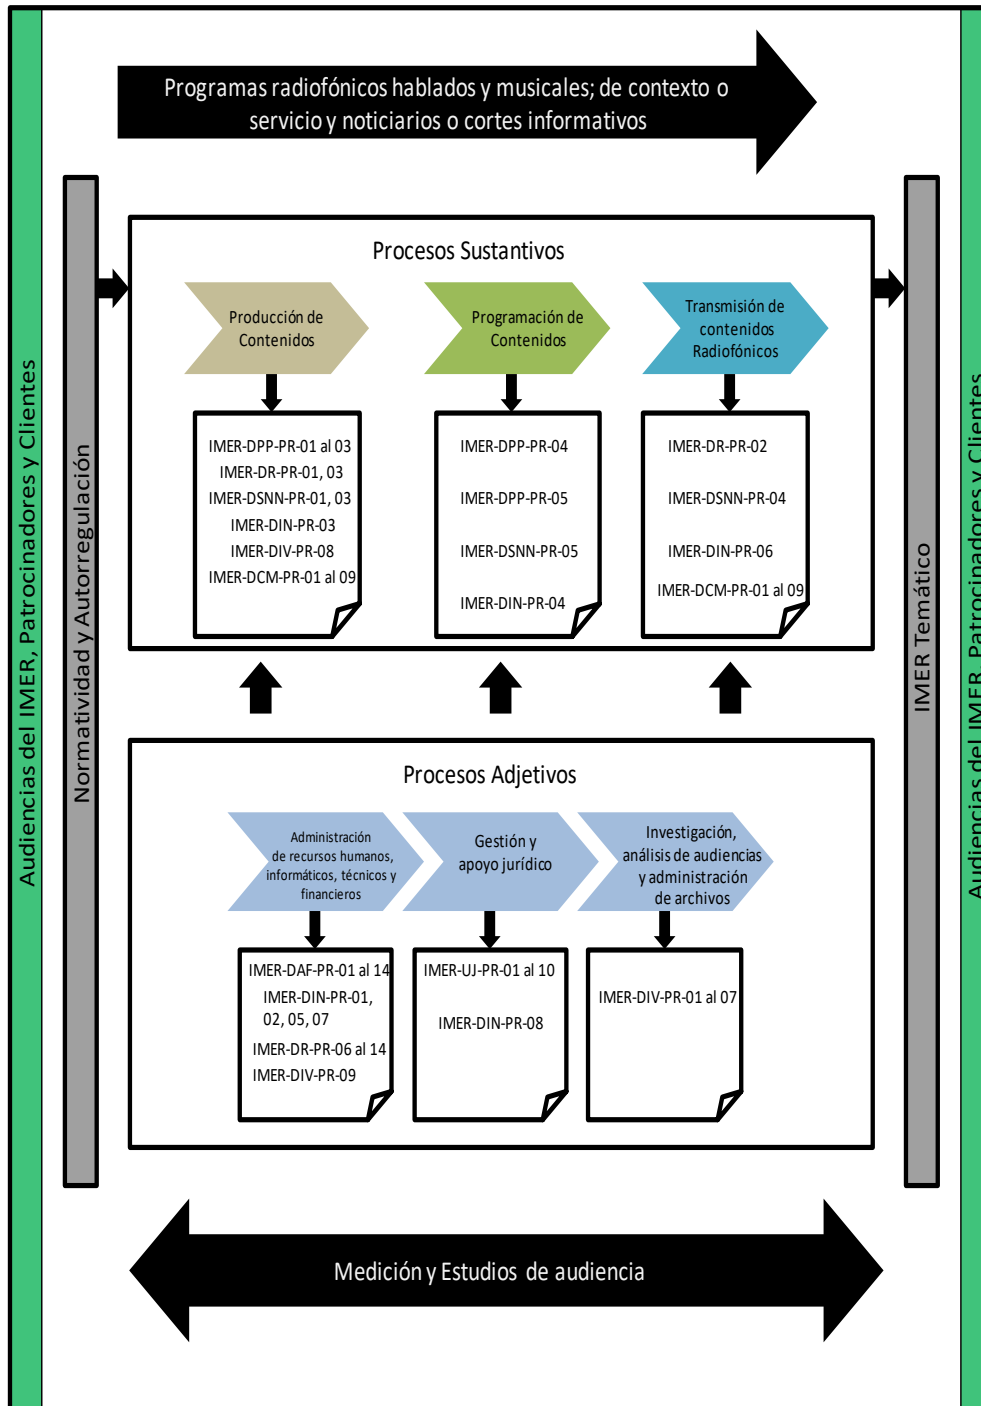 Programas radiofónicos hablados y musicales; de contexto o
servicio y noticiarios o cortes informativos
Audiencias del IMER, Patrocinadores y Clientes
Normatividad y Autorregulación
Procesos Sustantivos
Producción de
Contenidos
Programación de
Contenidos
Transmisión de
contenidos
Radiofónicos
IMER-DPP-PR-01 al 03
IMER-DR-PR-01, 03
IMER-DSNN-PR-01, 03
IMER-DIN-PR-03
IMER-DIV-PR-08
IMER-DCM-PR-01 al 09
IMER-DPP-PR-04
IMER-DPP-PR-05
IMER-DSNN-PR-05
IMER-DIN-PR-04
IMER-DR-PR-02
IMER-DSNN-PR-04
IMER-DIN-PR-06
IMER-DCM-PR-01 al 09
Procesos Adjetivos
Administración
de recursos humanos,
informáticos, técnicos y
financieros
Gestión y
apoyo jurídico
Investigación,
análisis de audiencias
y administración
de archivos
IMER-DAF-PR-01 al 14
IMER-DIN-PR-01,
02, 05, 07
IMER-DR-PR-06 al 14
IMER-DIV-PR-09
IMER-UJ-PR-01 al 10
IMER-DIN-PR-08
IMER-DIV-PR-01 al 07
IMER Temático
Audiencias del IMER, Patrocinadores y Clientes
Medición y Estudios de audiencia